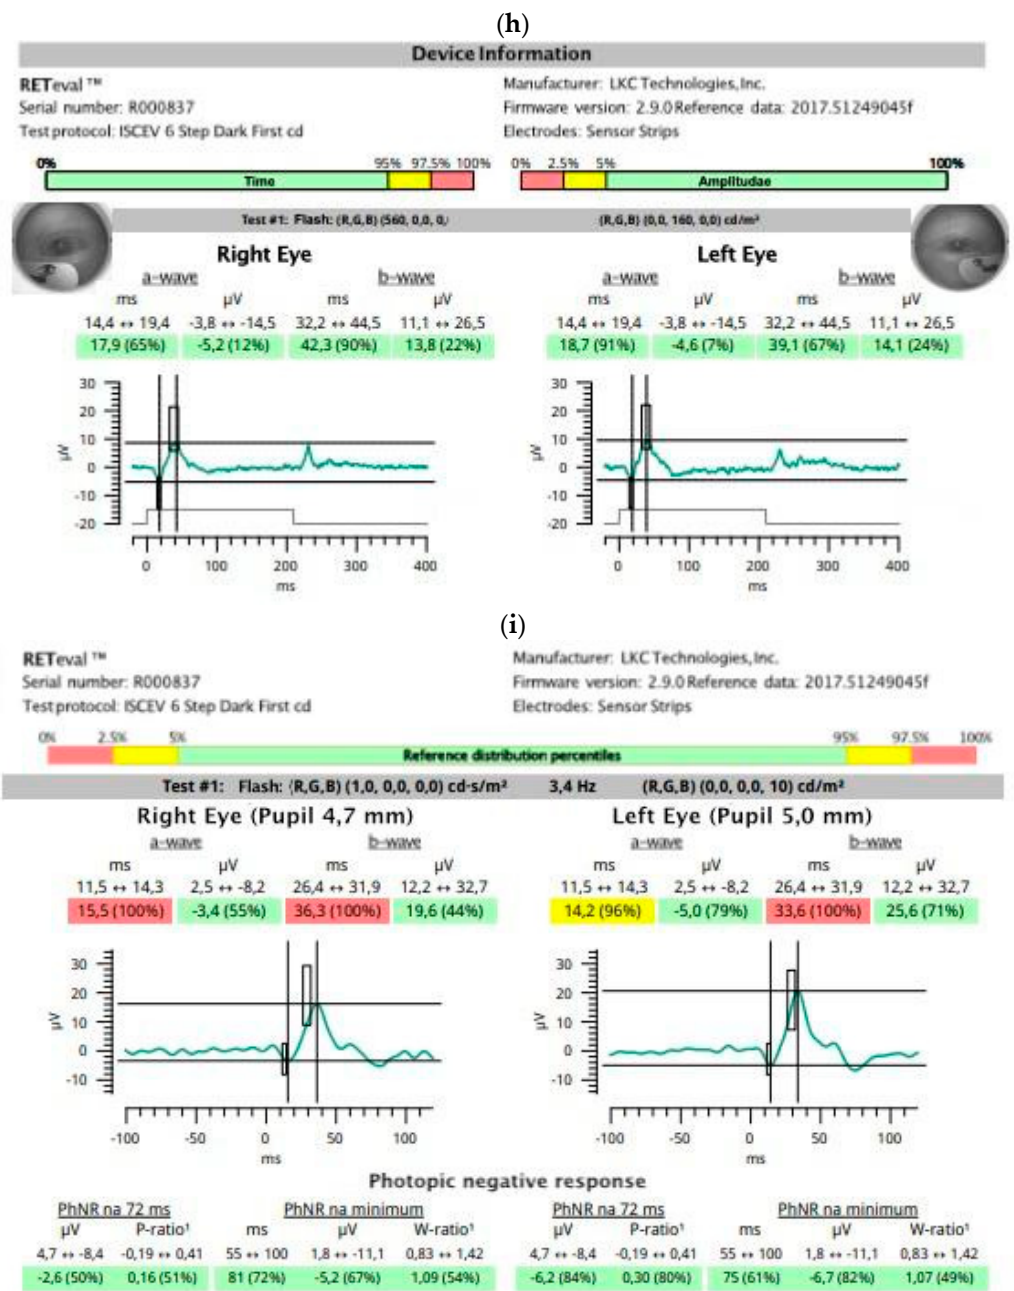 (h)
Device Information
RETeval ™ Manufacturer: LKC Technologies, Inc.
Serial number: R000837 Firmware version: 2.9.0 Reference data: 2017.51249045f
Test protocol: ISCEV 6 Step Dark First cd Electrodes: Sensor Strips
0% 95% 97.5% 100% 0% 2.5% 5% 100%
Time Amplitudae
Test #1: Flash: (R,G,B) (560, 0,0, 0,) (R,G,B) (0,0, 160, 0,0) cd/m²
Right Eye Left Eye
a-wave b-wave a-wave b-wave
ms µV ms µV ms µV ms µV
14,4 ↔ 19,4 -3,8 ↔ -14,5 32,2 ↔ 44,5 11,1 ↔ 26,5 14,4 ↔ 19,4 -3,8 ↔ -14,5 32,2 ↔ 44,5 11,1 ↔ 26,5
17,9 (65%) -5,2 (12%) 42,3 (90%) 13,8 (22%) 18,7 (91%) -4,6 (7%) 39,1 (67%) 14,1 (24%)
30 30
20 20
10 10
µV 0 µV 0
-10 -10
-20 -20
0 100 200 300 400 0 100 200 300 400
ms ms
(i)
RETeval ™ Manufacturer: LKC Technologies, Inc.
Serial number: R000837 Firmware version: 2.9.0 Reference data: 2017.51249045f
Test protocol: ISCEV 6 Step Dark First cd Electrodes: Sensor Strips
0% 2.5% 5% 95% 97.5% 100%
Reference distribution percentiles
Test #1: Flash: (R,G,B) (1,0, 0,0, 0,0) cd·s/m² 3,4 Hz (R,G,B) (0,0, 0,0, 10) cd/m²
Right Eye (Pupil 4,7 mm) Left Eye (Pupil 5,0 mm)
a-wave b-wave a-wave b-wave
ms µV ms µV ms µV ms µV
11,5 ↔ 14,3 2,5 ↔ -8,2 26,4 ↔ 31,9 12,2 ↔ 32,7 11,5 ↔ 14,3 2,5 ↔ -8,2 26,4 ↔ 31,9 12,2 ↔ 32,7
15,5 (100%) -3,4 (55%) 36,3 (100%) 19,6 (44%) 14,2 (96%) -5,0 (79%) 33,6 (100%) 25,6 (71%)
30 30
20 20
µV 10 µV 10
0 0
-10 -10
-100 -50 0 50 100 -100 -50 0 50 100
ms ms
Photopic negative response
PhNR na 72 ms PhNR na minimum PhNR na 72 ms PhNR na minimum
µV P-ratio¹ ms µV W-ratio¹ µV P-ratio¹ ms µV W-ratio¹
4,7 ↔ -8,4 -0,19 ↔ 0,41 55 ↔ 100 1,8 ↔ -11,1 0,83 ↔ 1,42 4,7 ↔ -8,4 -0,19 ↔ 0,41 55 ↔ 100 1,8 ↔ -11,1 0,83 ↔ 1,42
-2,6 (50%) 0,16 (51%) 81 (72%) -5,2 (67%) 1,09 (54%) -6,2 (84%) 0,30 (80%) 75 (61%) -6,7 (82%) 1,07 (49%)